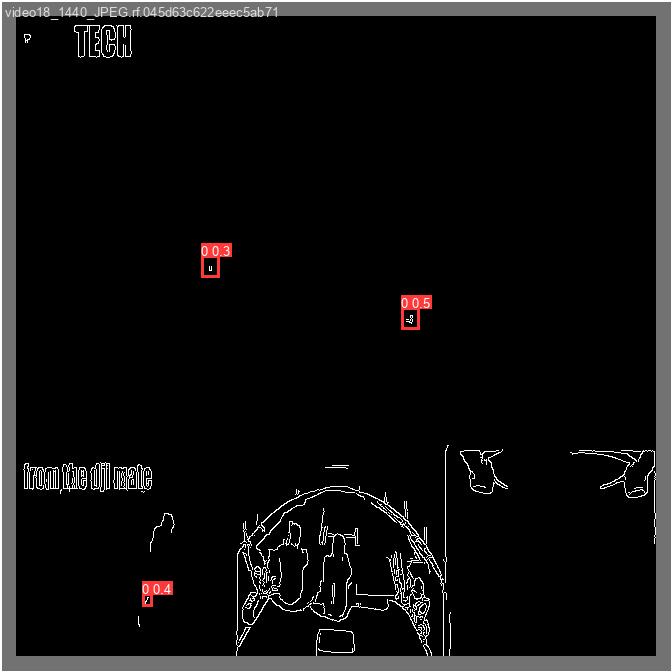 video18_1440_JPEG.rf.045d63c622eeec5ab71
TECH
0 0.3
0 0.5
from the dji mate
0 0.4